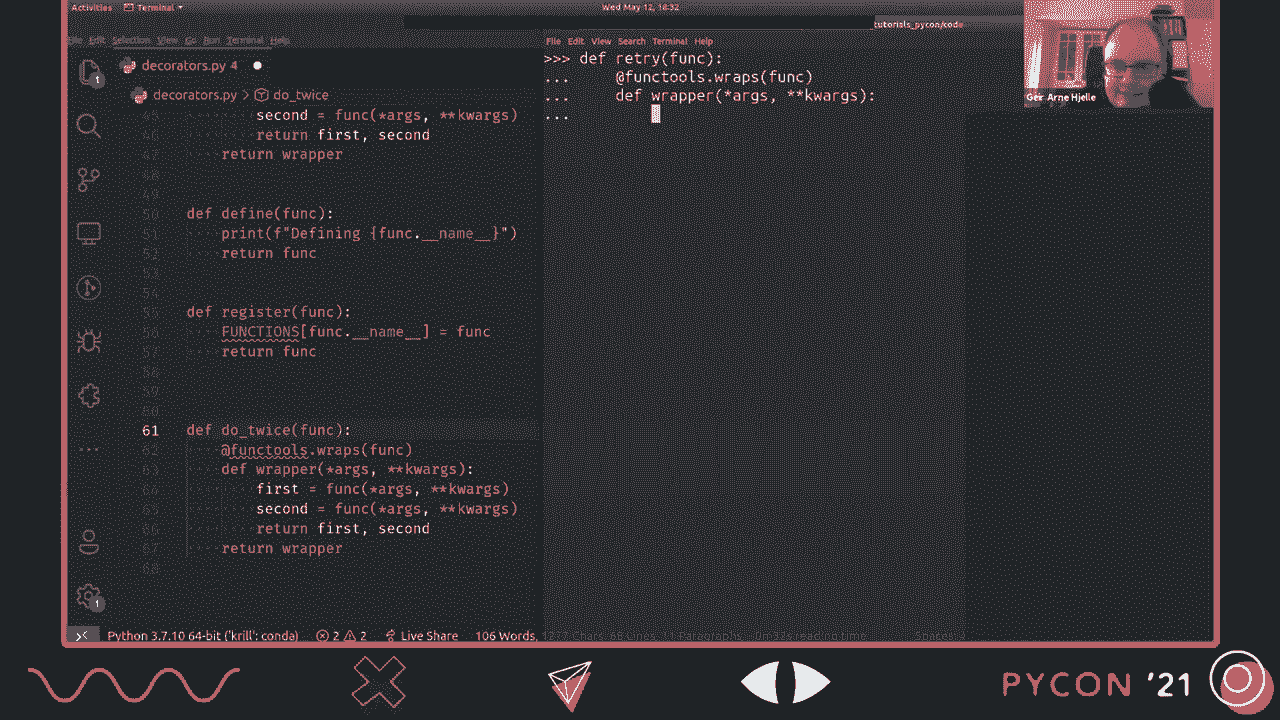 Activities Terminal Wed May 12, 18:32
tutorials_pycon/code
File Edit Selection View Go Run Terminal Help
File Edit View Search Terminal Help
decorators.py 4
decorators.py > do_twice
second = func(*args, **kwargs)
46 return first, second
47 return wrapper
48
49
50 def define(func):
51 print(f"Defining {func.__name__}")
52 return func
53
54
55 def register(func):
56 FUNCTIONS[func.__name__] = func
57 return func
58
59
60
61 def do_twice(func):
62 @functools.wraps(func)
63 def wrapper(*args, **kwargs):
64 first = func(*args, **kwargs)
65 second = func(*args, **kwargs)
66 return first, second
67 return wrapper
68
>>> def retry(func):
... @functools.wraps(func)
... def wrapper(*args, **kwargs):
...
Geir Arne Hjelle
1
1
Python 3.7.10 64-bit ('krill': conda) 2 2 Live Share 106 Words,
PYCON '21